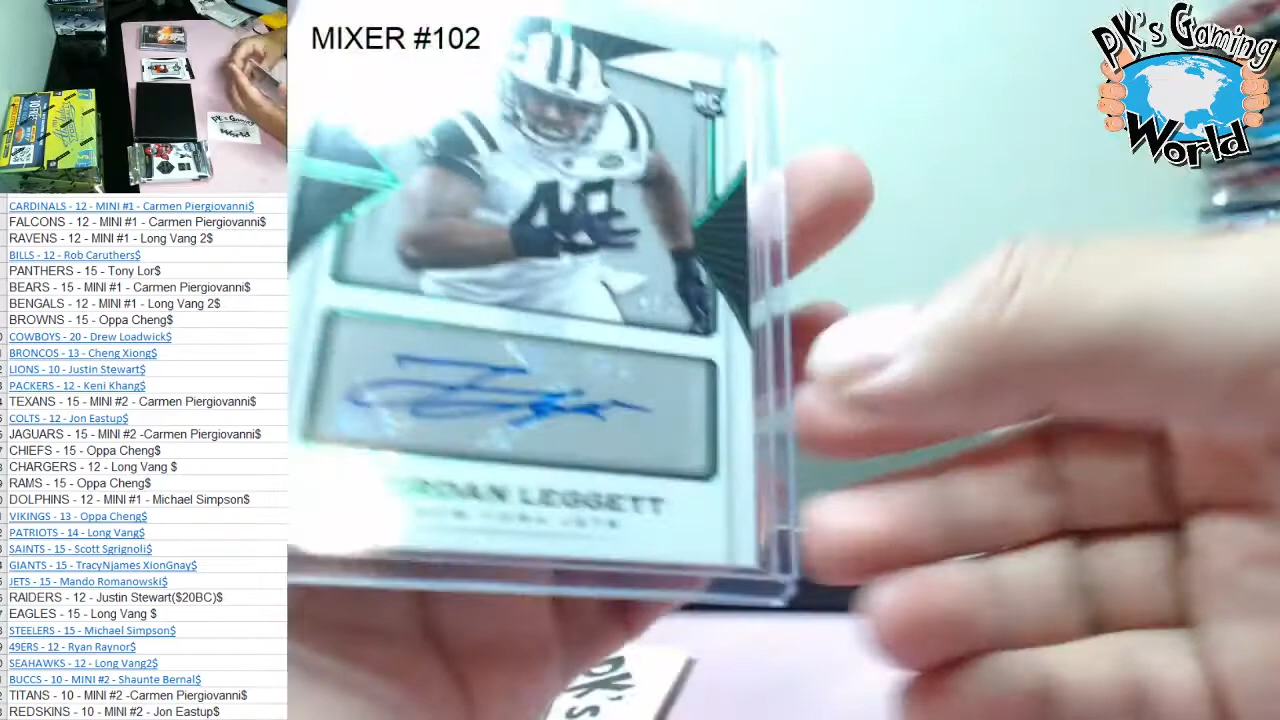 MIXER #102
PK's Gaming World
CARDINALS - 12 - MINI #1 - Carmen Piergiovanni$
FALCONS - 12 - MINI #1 - Carmen Piergiovanni$
RAVENS - 12 - MINI #1 - Long Vang 2$
BILLS - 12 - Rob Caruthers$
PANTHERS - 15 - Tony Lor$
BEARS - 15 - MINI #1 - Carmen Piergiovanni$
BENGALS - 12 - MINI #1 - Long Vang 2$
BROWNS - 15 - Oppa Cheng$
COWBOYS - 20 - Drew Loadwick$
BRONCOS - 13 - Cheng Xiong$
LIONS - 10 - Justin Stewart$
PACKERS - 12 - Keni Khang$
TEXANS - 15 - MINI #2 - Carmen Piergiovanni$
COLTS - 12 - Jon Eastup$
JAGUARS - 15 - MINI #2 -Carmen Piergiovanni$
CHIEFS - 15 - Oppa Cheng$
CHARGERS - 12 - Long Vang $
RAMS - 15 - Oppa Cheng$
DOLPHINS - 12 - MINI #1 - Michael Simpson$
VIKINGS - 13 - Oppa Cheng$
PATRIOTS - 14 - Long Vang$
SAINTS - 15 - Scott Sgrignoli$
GIANTS - 15 - TracyNjames XionGnay$
JETS - 15 - Mando Romanowski$
RAIDERS - 12 - Justin Stewart($20BC)$
EAGLES - 15 - Long Vang $
STEELERS - 15 - Michael Simpson$
49ERS - 12 - Ryan Raynor$
SEAHAWKS - 12 - Long Vang2$
BUCCS - 10 - MINI #2 - Shaunte Bernal$
TITANS - 10 - MINI #2 -Carmen Piergiovanni$
REDSKINS - 10 - MINI #2 - Jon Eastup$
RC
48
LEGGETT
NEW YORK JETS
PK's